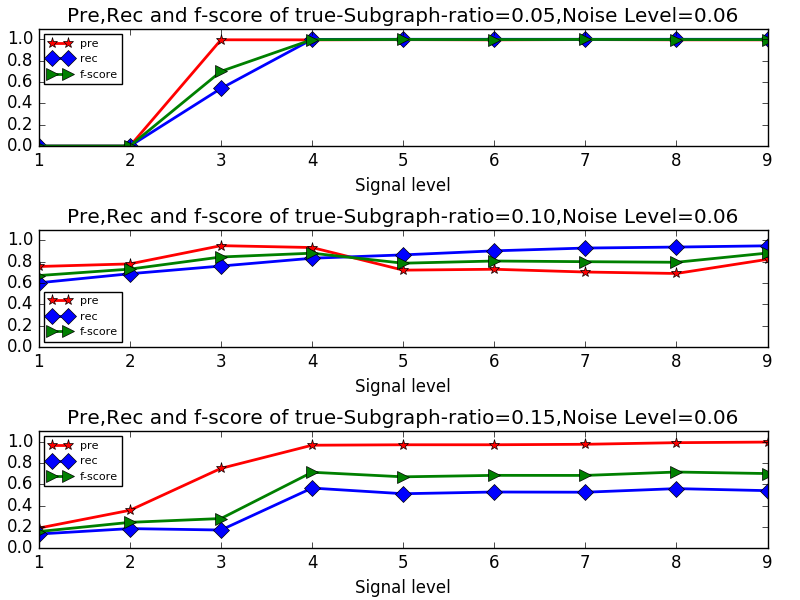 Pre,Rec and f-score of true-Subgraph-ratio=0.05,Noise Level=0.06
1.0
0.8
0.6
0.4
0.2
0.0
pre
rec
f-score
1 2 3 4 5 6 7 8 9
Signal level
Pre,Rec and f-score of true-Subgraph-ratio=0.10,Noise Level=0.06
1.0
0.8
0.6
0.4
0.2
0.0
pre
rec
f-score
1 2 3 4 5 6 7 8 9
Signal level
Pre,Rec and f-score of true-Subgraph-ratio=0.15,Noise Level=0.06
1.0
0.8
0.6
0.4
0.2
0.0
pre
rec
f-score
1 2 3 4 5 6 7 8 9
Signal level